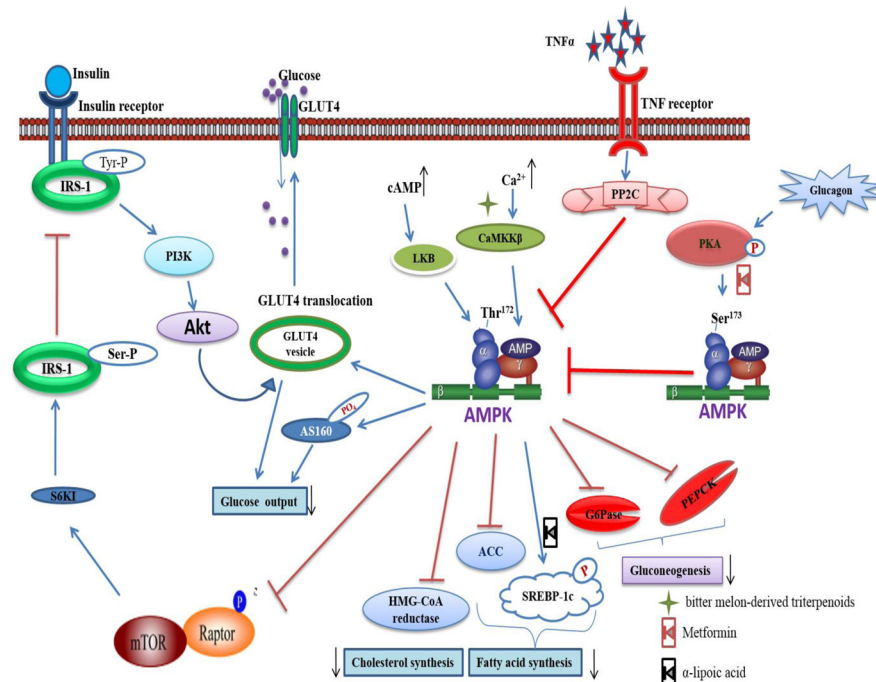 TNFα
Insulin
Glucose
Insulin receptor
GLUT4
TNF receptor
Tyr-P
IRS-1
cAMP
Ca²⁺
PP2C
Glucagon
CaMKKβ
PKA
P
PI3K
LKB
GLUT4 translocation
Thr¹⁷²
Ser¹⁷³
Akt
GLUT4
vesicle
α
AMP
γ
β
AMPK
α
AMP
γ
β
AMPK
Ser-P
IRS-1
PO₄
AS160
S6KI
Glucose output
G6Pase
PEPCK
ACC
P
Gluconeogenesis
SREBP-1c
P
c
mTOR
Raptor
HMG-CoA
reductase
bitter melon-derived triterpenoids
Metformin
Cholesterol synthesis
Fatty acid synthesis
α-lipoic acid